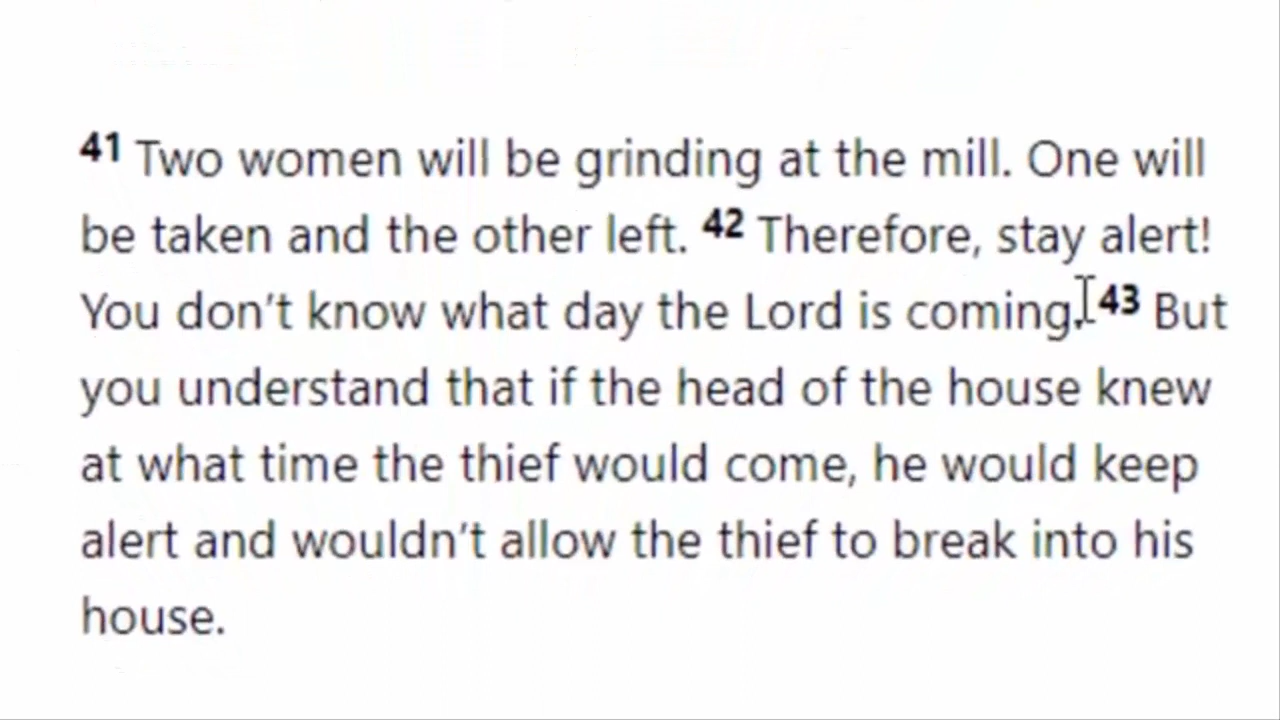 41 Two women will be grinding at the mill. One will
be taken and the other left. 42 Therefore, stay alert!
You don’t know what day the Lord is coming. 43 But
you understand that if the head of the house knew
at what time the thief would come, he would keep
alert and wouldn’t allow the thief to break into his
house.